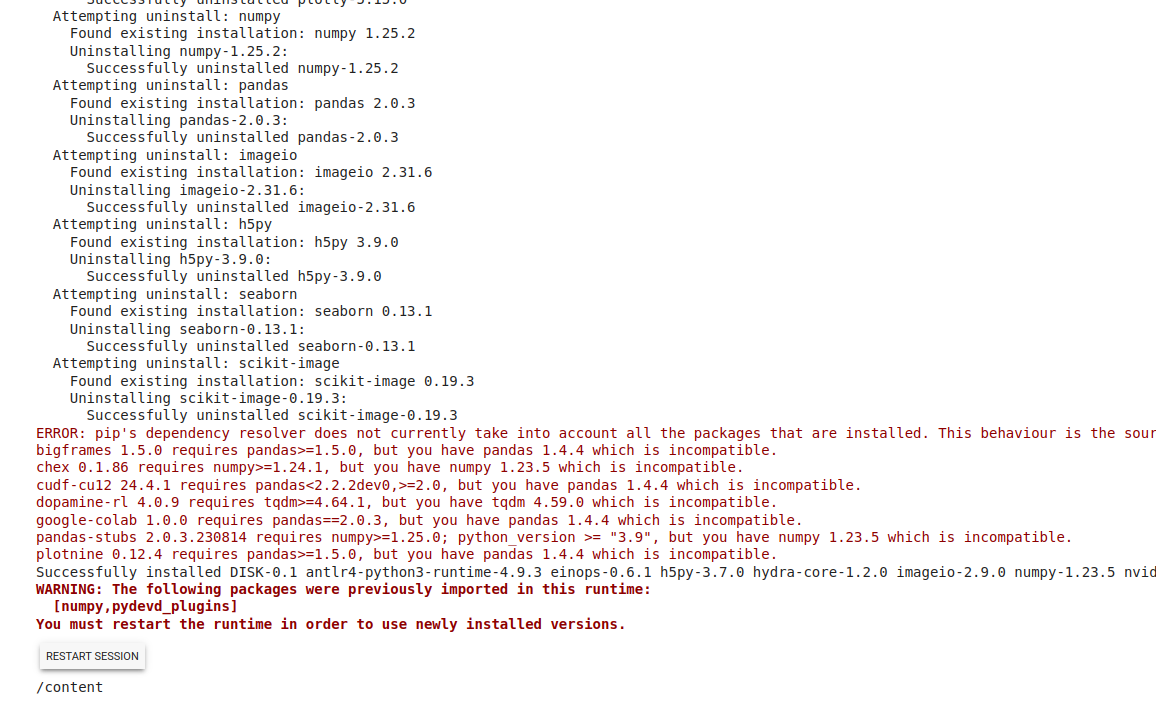 Successfully uninstalled plotly-5.15.0
Attempting uninstall: numpy
Found existing installation: numpy 1.25.2
Uninstalling numpy-1.25.2:
Successfully uninstalled numpy-1.25.2
Attempting uninstall: pandas
Found existing installation: pandas 2.0.3
Uninstalling pandas-2.0.3:
Successfully uninstalled pandas-2.0.3
Attempting uninstall: imageio
Found existing installation: imageio 2.31.6
Uninstalling imageio-2.31.6:
Successfully uninstalled imageio-2.31.6
Attempting uninstall: h5py
Found existing installation: h5py 3.9.0
Uninstalling h5py-3.9.0:
Successfully uninstalled h5py-3.9.0
Attempting uninstall: seaborn
Found existing installation: seaborn 0.13.1
Uninstalling seaborn-0.13.1:
Successfully uninstalled seaborn-0.13.1
Attempting uninstall: scikit-image
Found existing installation: scikit-image 0.19.3
Uninstalling scikit-image-0.19.3:
Successfully uninstalled scikit-image-0.19.3
ERROR: pip's dependency resolver does not currently take into account all the packages that are installed. This behaviour is the sour
bigframes 1.5.0 requires pandas>=1.5.0, but you have pandas 1.4.4 which is incompatible.
chex 0.1.86 requires numpy>=1.24.1, but you have numpy 1.23.5 which is incompatible.
cudf-cu12 24.4.1 requires pandas<2.2.2dev0,>=2.0, but you have pandas 1.4.4 which is incompatible.
dopamine-rl 4.0.9 requires tqdm>=4.64.1, but you have tqdm 4.59.0 which is incompatible.
google-colab 1.0.0 requires pandas==2.0.3, but you have pandas 1.4.4 which is incompatible.
pandas-stubs 2.0.3.230814 requires numpy>=1.25.0; python_version >= "3.9", but you have numpy 1.23.5 which is incompatible.
plotnine 0.12.4 requires pandas>=1.5.0, but you have pandas 1.4.4 which is incompatible.
Successfully installed DISK-0.1 antlr4-python3-runtime-4.9.3 einops-0.6.1 h5py-3.7.0 hydra-core-1.2.0 imageio-2.9.0 numpy-1.23.5 nvid
WARNING: The following packages were previously imported in this runtime:
[numpy,pydevd_plugins]
You must restart the runtime in order to use newly installed versions.
RESTART SESSION
/content